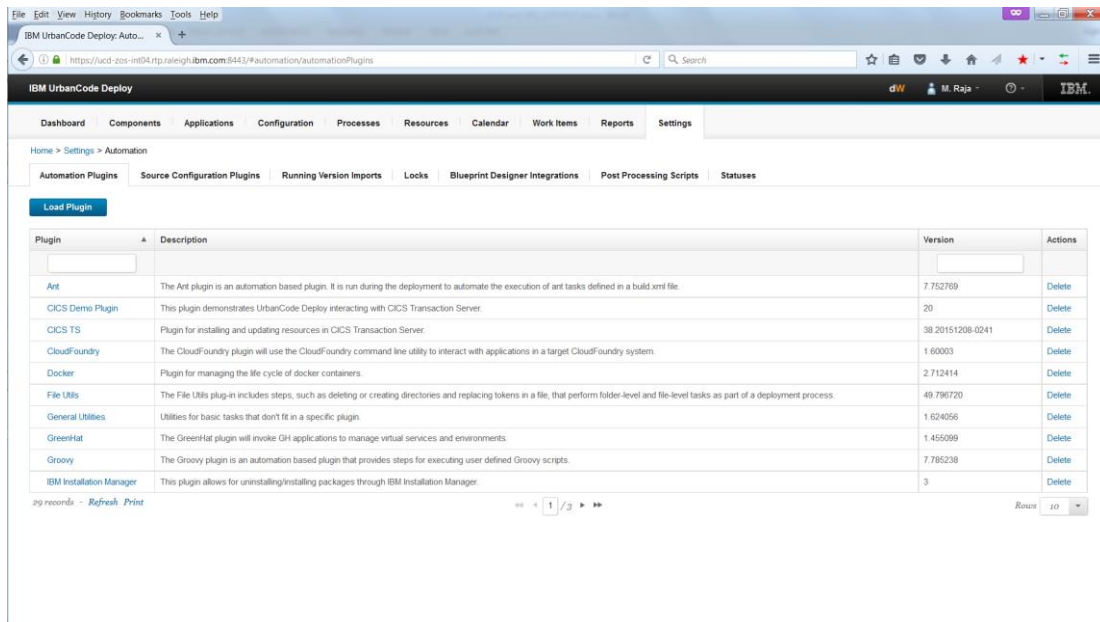 File Edit View History Bookmarks Tools Help
IBM UrbanCode Deploy: Auto... × +
https://ucd-zos-int04.rtp.raleigh.ibm.com:8443/#automation/automationPlugins Search
IBM UrbanCode Deploy dW M. Raja IBM.
Dashboard Components Applications Configuration Processes Resources Calendar Work Items Reports Settings
Home > Settings > Automation
Automation Plugins Source Configuration Plugins Running Version Imports Locks Blueprint Designer Integrations Post Processing Scripts Statuses
Load Plugin
Plugin Description Version Actions
Ant The Ant plugin is an automation based plugin. It is run during the deployment to automate the execution of ant tasks defined in a build.xml file. 7.752769 Delete
CICS Demo Plugin This plugin demonstrates UrbanCode Deploy interacting with CICS Transaction Server. 20 Delete
CICS TS Plugin for installing and updating resources in CICS Transaction Server. 38.20151208-0241 Delete
CloudFoundry The CloudFoundry plugin will use the CloudFoundry command line utility to interact with applications in a target CloudFoundry system. 1.60003 Delete
Docker Plugin for managing the life cycle of docker containers. 2.712414 Delete
File Utils The File Utils plug-in includes steps, such as deleting or creating directories and replacing tokens in a file, that perform folder-level and file-level tasks as part of a deployment process. 49.796720 Delete
General Utilities Utilities for basic tasks that don't fit in a specific plugin. 1.624056 Delete
GreenHat The GreenHat plugin will invoke GH applications to manage virtual services and environments. 1.455099 Delete
Groovy The Groovy plugin is an automation based plugin that provides steps for executing user defined Groovy scripts. 7.785238 Delete
IBM Installation Manager This plugin allows for uninstalling/installing packages through IBM Installation Manager. 3 Delete
29 records - Refresh Print 1 / 3 Rows 10